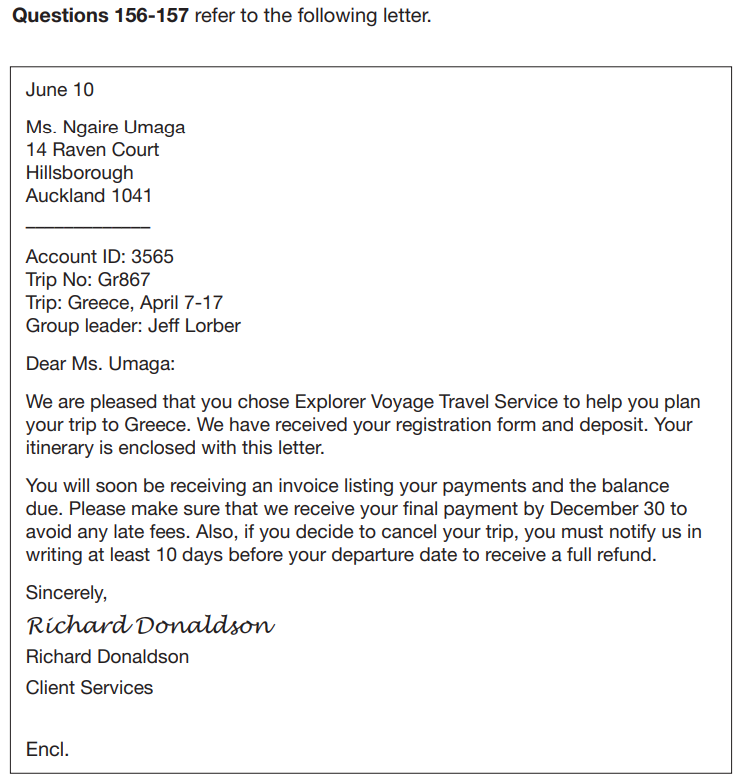 Questions 156-157 refer to the following letter.
June 10
Ms. Ngaire Umaga
14 Raven Court
Hillsborough
Auckland 1041
Account ID: 3565
Trip No: Gr867
Trip: Greece, April 7-17
Group leader: Jeff Lorber
Dear Ms. Umaga:
We are pleased that you chose Explorer Voyage Travel Service to help you plan
your trip to Greece. We have received your registration form and deposit. Your
itinerary is enclosed with this letter.
You will soon be receiving an invoice listing your payments and the balance
due. Please make sure that we receive your final payment by December 30 to
avoid any late fees. Also, if you decide to cancel your trip, you must notify us in
writing at least 10 days before your departure date to receive a full refund.
Sincerely,
Richard Donaldson
Richard Donaldson
Client Services
Encl.